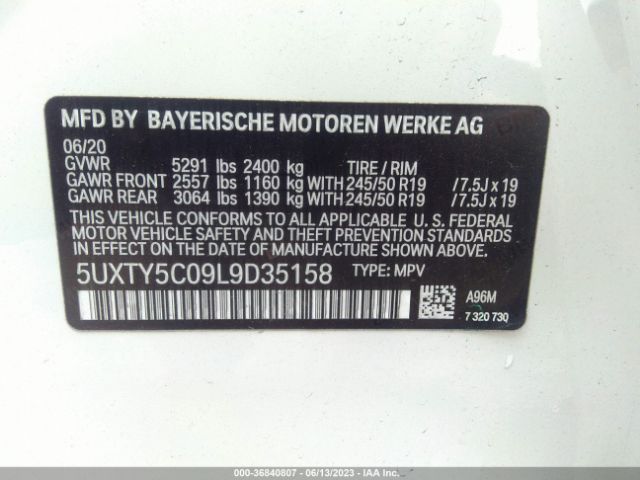 MFD BY BAYERISCHE MOTOREN WERKE AG
06/20
GVWR 5291 lbs 2400 kg TIRE / RIM
GAWR FRONT 2557 lbs 1160 kg WITH 245/50 R19 / 7.5J x 19
GAWR REAR 3064 lbs 1390 kg WITH 245/50 R19 / 7.5J x 19
THIS VEHICLE CONFORMS TO ALL APPLICABLE U. S. FEDERAL
MOTOR VEHICLE SAFETY AND THEFT PREVENTION STANDARDS
IN EFFECT ON THE DATE OF MANUFACTURE SHOWN ABOVE.
5UXTY5C09L9D35158 TYPE: MPV
A96M
7 320 730
000-36840807 - 06/13/2023 - IAAI.com